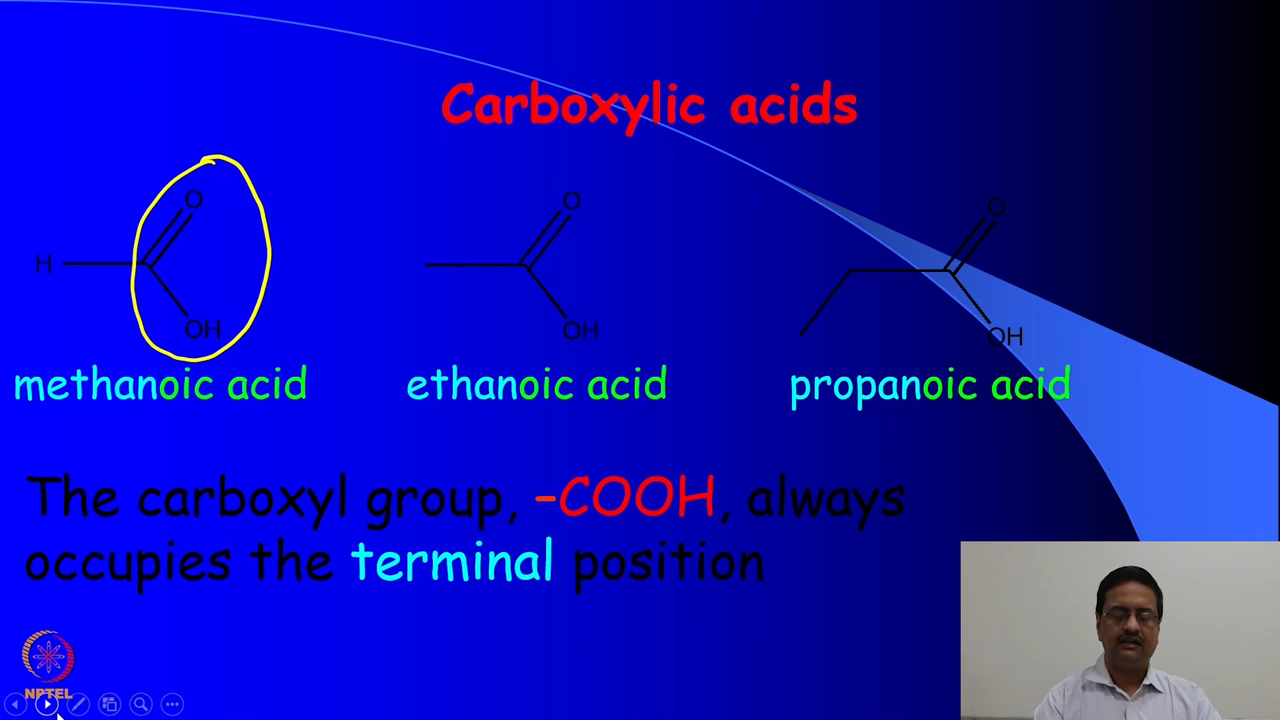 Carboxylic acids
O
H
OH
O
OH
O
OH
methanoic acid
ethanoic acid
propanoic acid
The carboxyl group, –COOH, always
occupies the terminal position
NPTEL